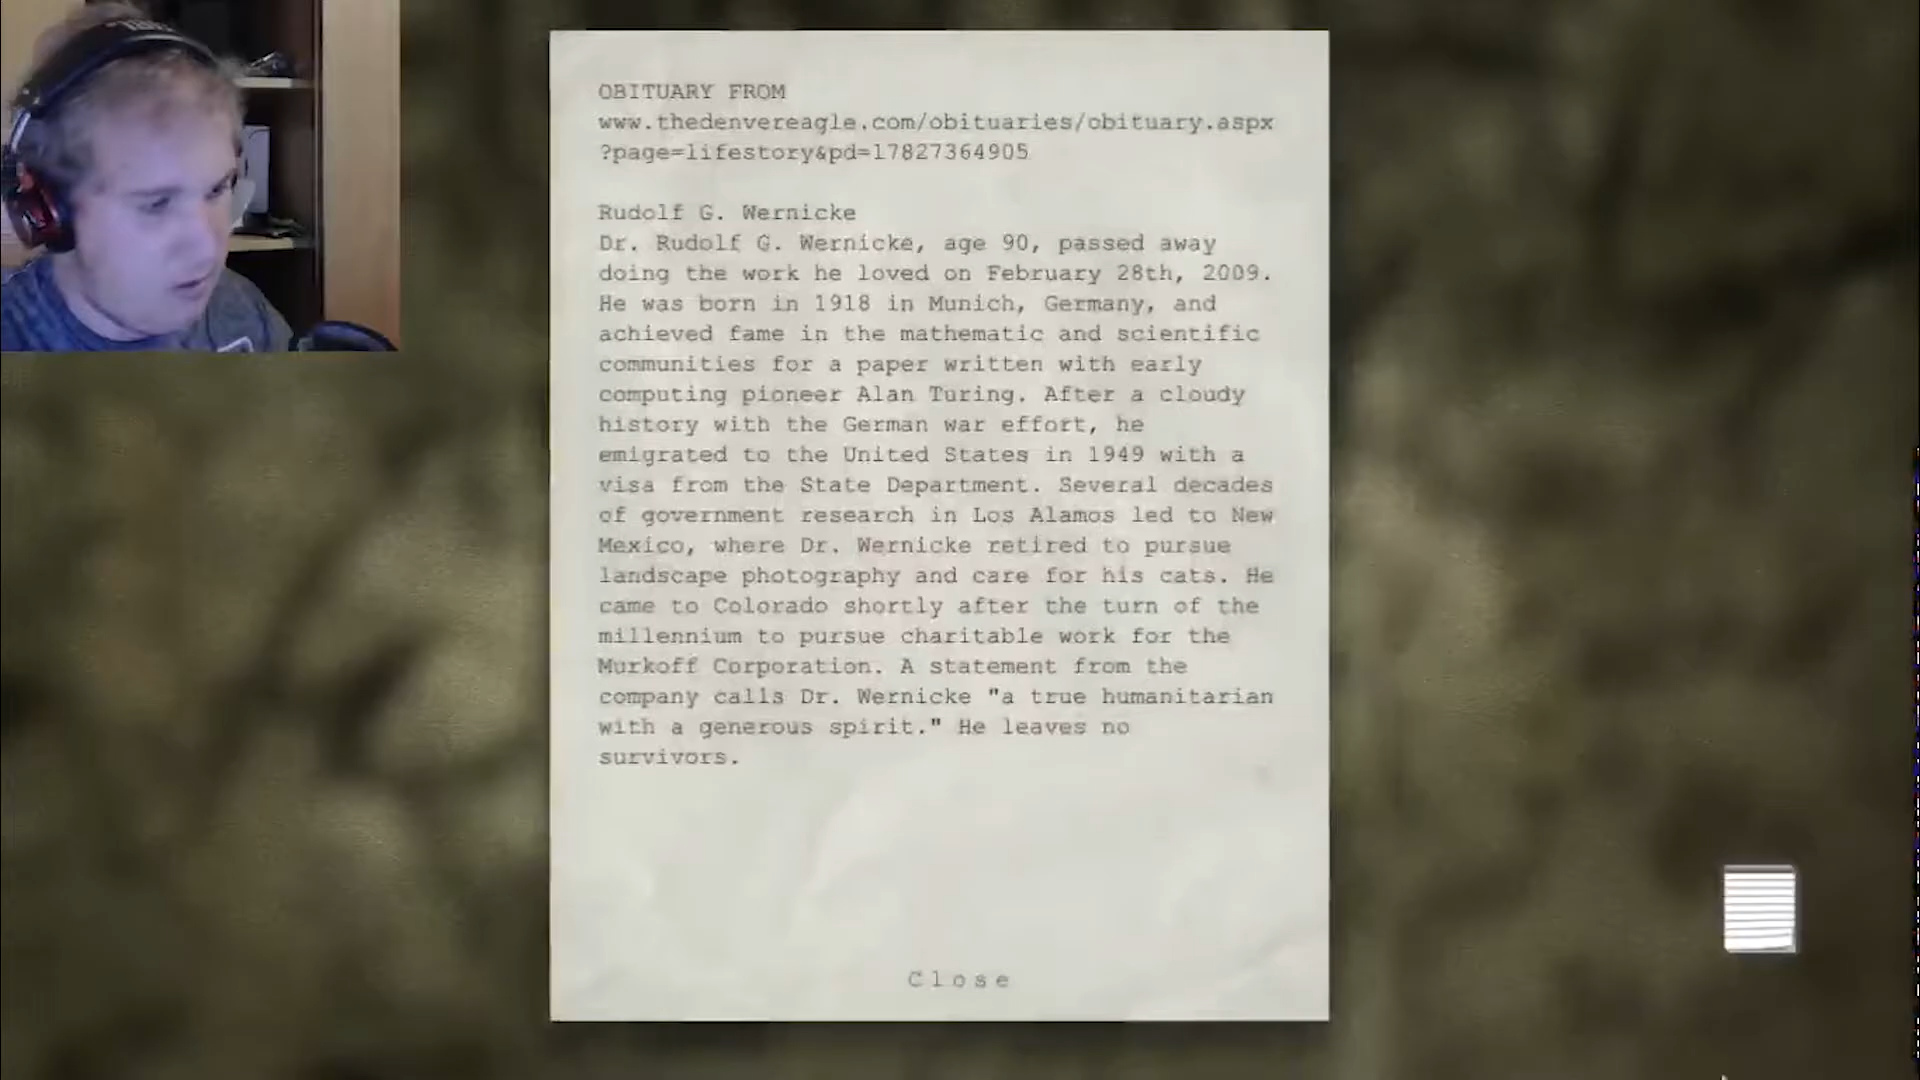 OBITUARY FROM
www.thedenvereagle.com/obituaries/obituary.aspx
?page=lifestory&pd=17827364905
Rudolf G. Wernicke
Dr. Rudolf G. Wernicke, age 90, passed away
doing the work he loved on February 28th, 2009.
He was born in 1918 in Munich, Germany, and
achieved fame in the mathematic and scientific
communities for a paper written with early
computing pioneer Alan Turing. After a cloudy
history with the German war effort, he
emigrated to the United States in 1949 with a
visa from the State Department. Several decades
of government research in Los Alamos led to New
Mexico, where Dr. Wernicke retired to pursue
landscape photography and care for his cats. He
came to Colorado shortly after the turn of the
millennium to pursue charitable work for the
Murkoff Corporation. A statement from the
company calls Dr. Wernicke "a true humanitarian
with a generous spirit." He leaves no
survivors.
Close